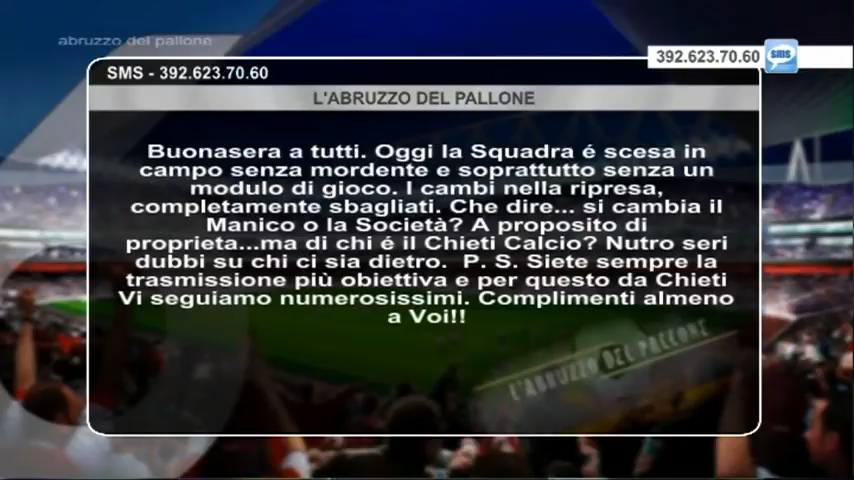 abruzzo del pallone
392.623.70.60
sms
SMS - 392.623.70.60
L'ABRUZZO DEL PALLONE
Buonasera a tutti. Oggi la Squadra é scesa in
campo senza mordente e soprattutto senza un
modulo di gioco. I cambi nella ripresa,
completamente sbagliati. Che dire... si cambia il
Manico o la Società? A proposito di
proprieta...ma di chi é il Chieti Calcio? Nutro seri
dubbi su chi ci sia dietro.  P. S. Siete sempre la
trasmissione più obiettiva e per questo da Chieti
Vi seguiamo numerosissimi. Complimenti almeno
a Voi!!
L'ABRUZZO DEL PALLONE